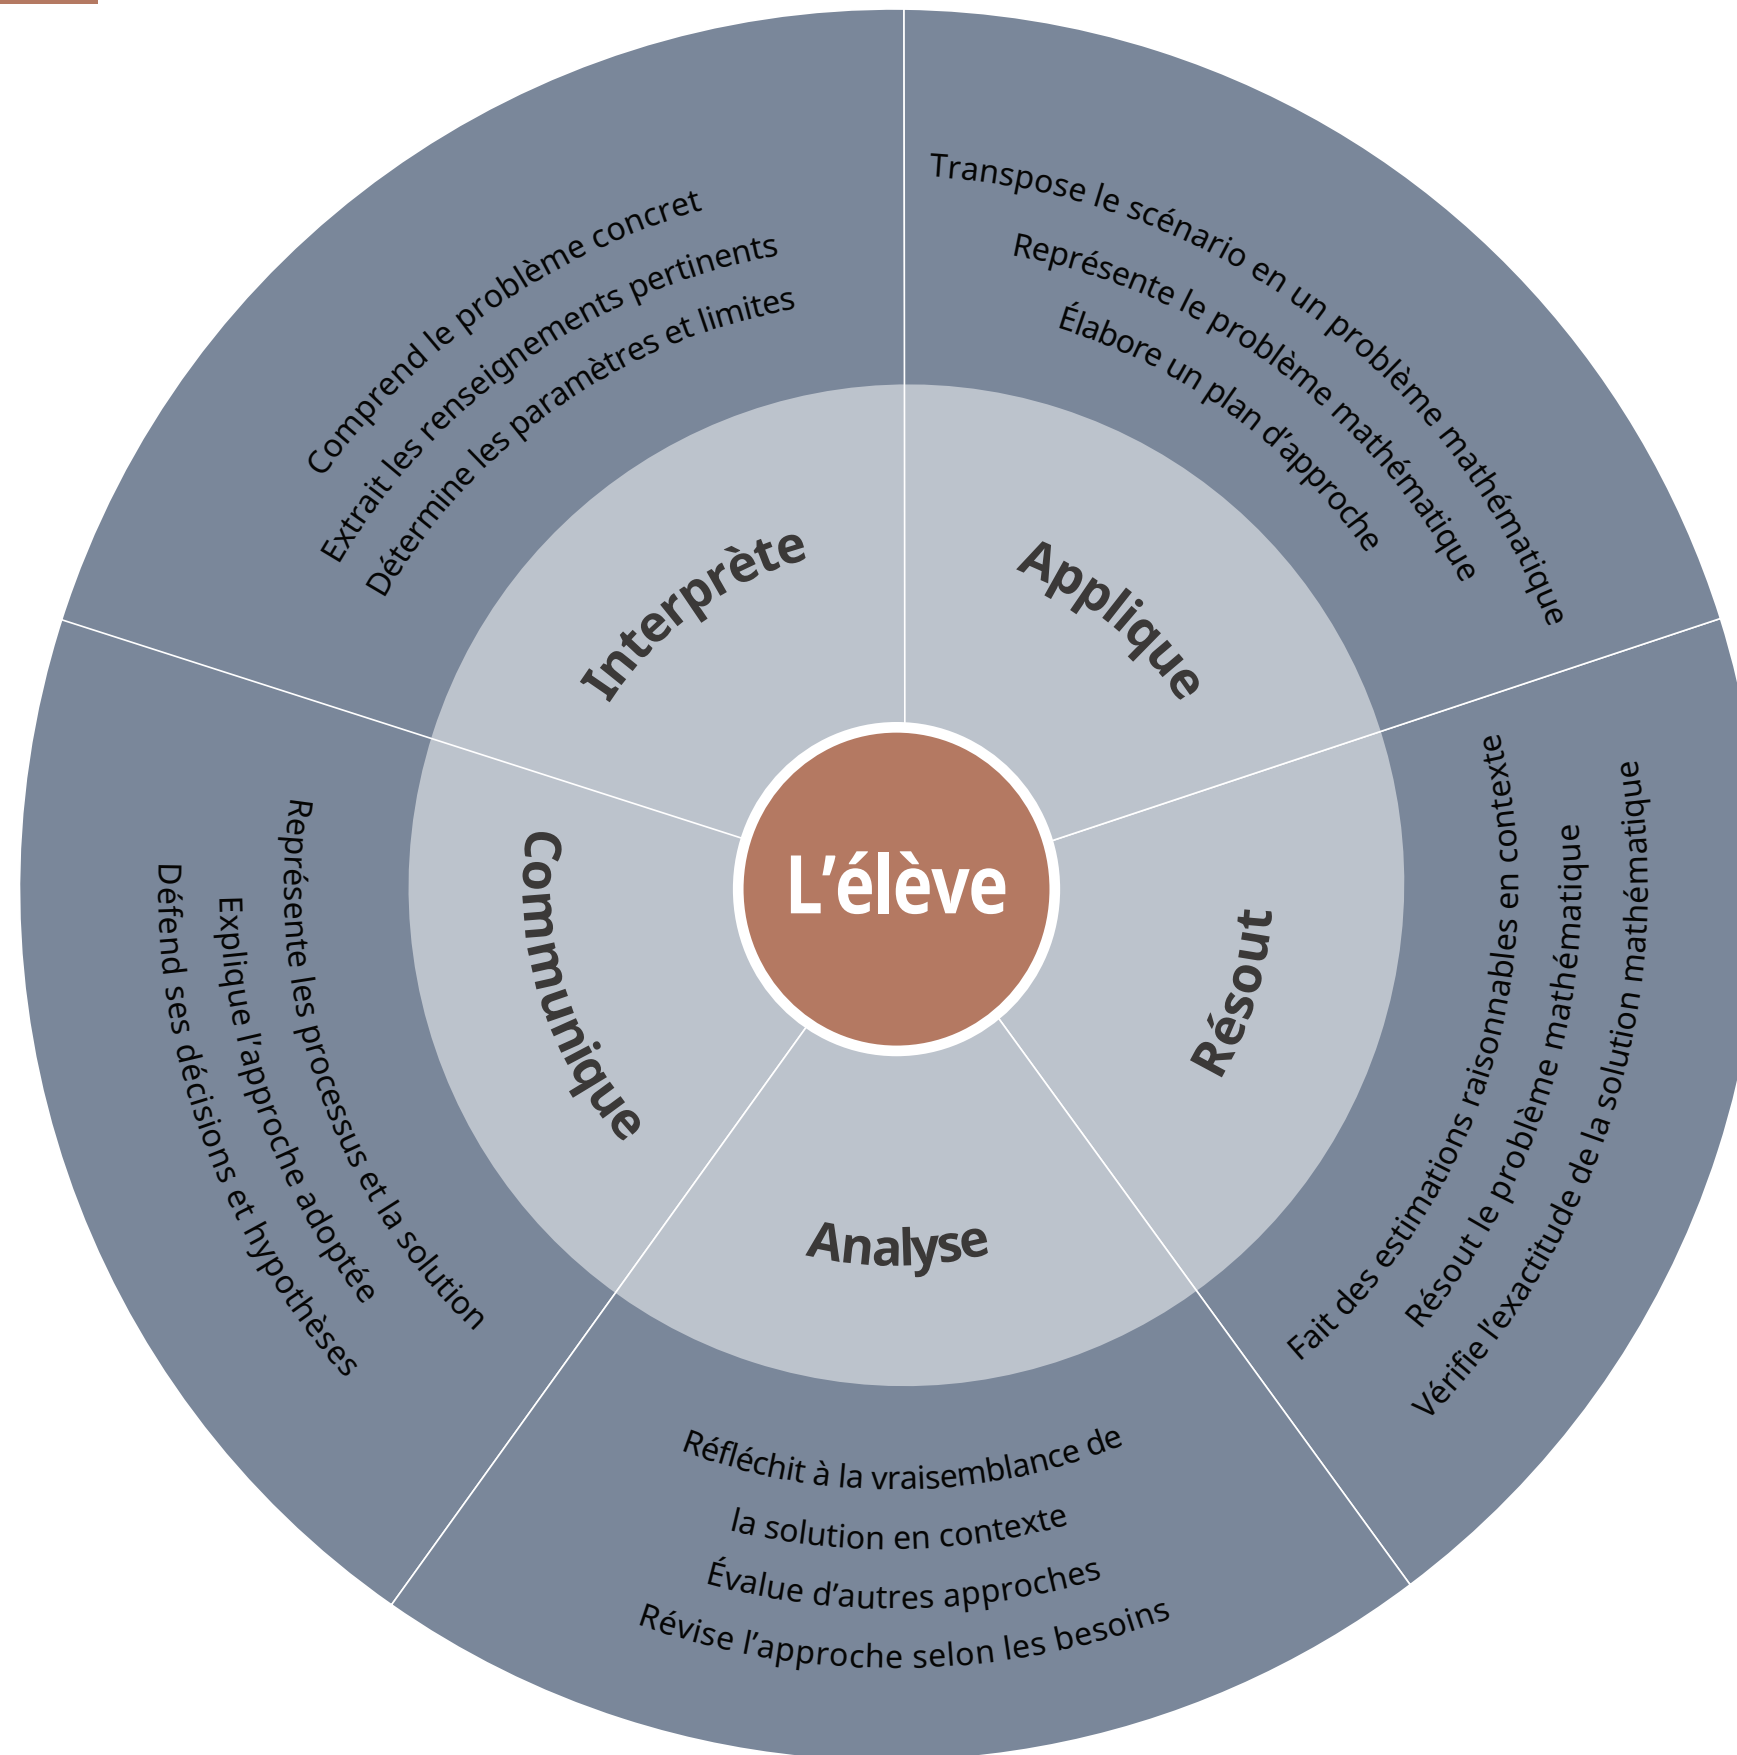 L’élève
Interprète
Comprend le problème concret
Extrait les renseignements pertinents
Détermine les paramètres et limites
Applique
Transpose le scénario en un problème mathématique
Représente le problème mathématique
Élabore un plan d’approche
Résout
Fait des estimations raisonnables en contexte
Résout le problème mathématique
Vérifie l’exactitude de la solution mathématique
Analyse
Réfléchit à la vraisemblance de
la solution en contexte
Évalue d’autres approches
Révise l’approche selon les besoins
Communique
Représente les processus et la solution
Explique l’approche adoptée
Défend ses décisions et hypothèses